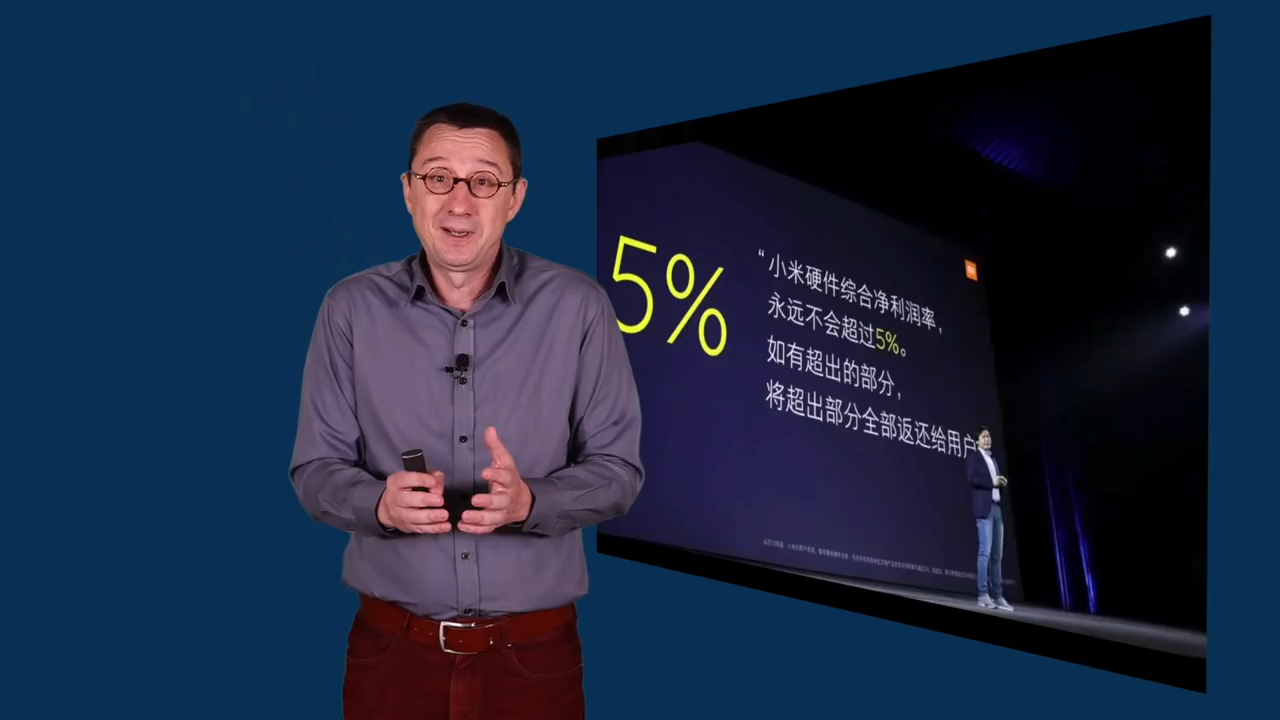 5%
“小米硬件综合净利润率，
永远不会超过5%。
如有超出的部分，
将超出部分全部返还给用户